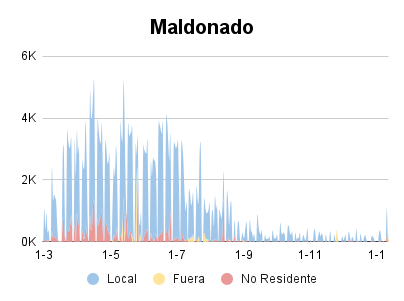 Maldonado
6K
4K
2K
0K
1-3 1-5 1-7 1-9 1-11 1-1
Local Fuera No Residente